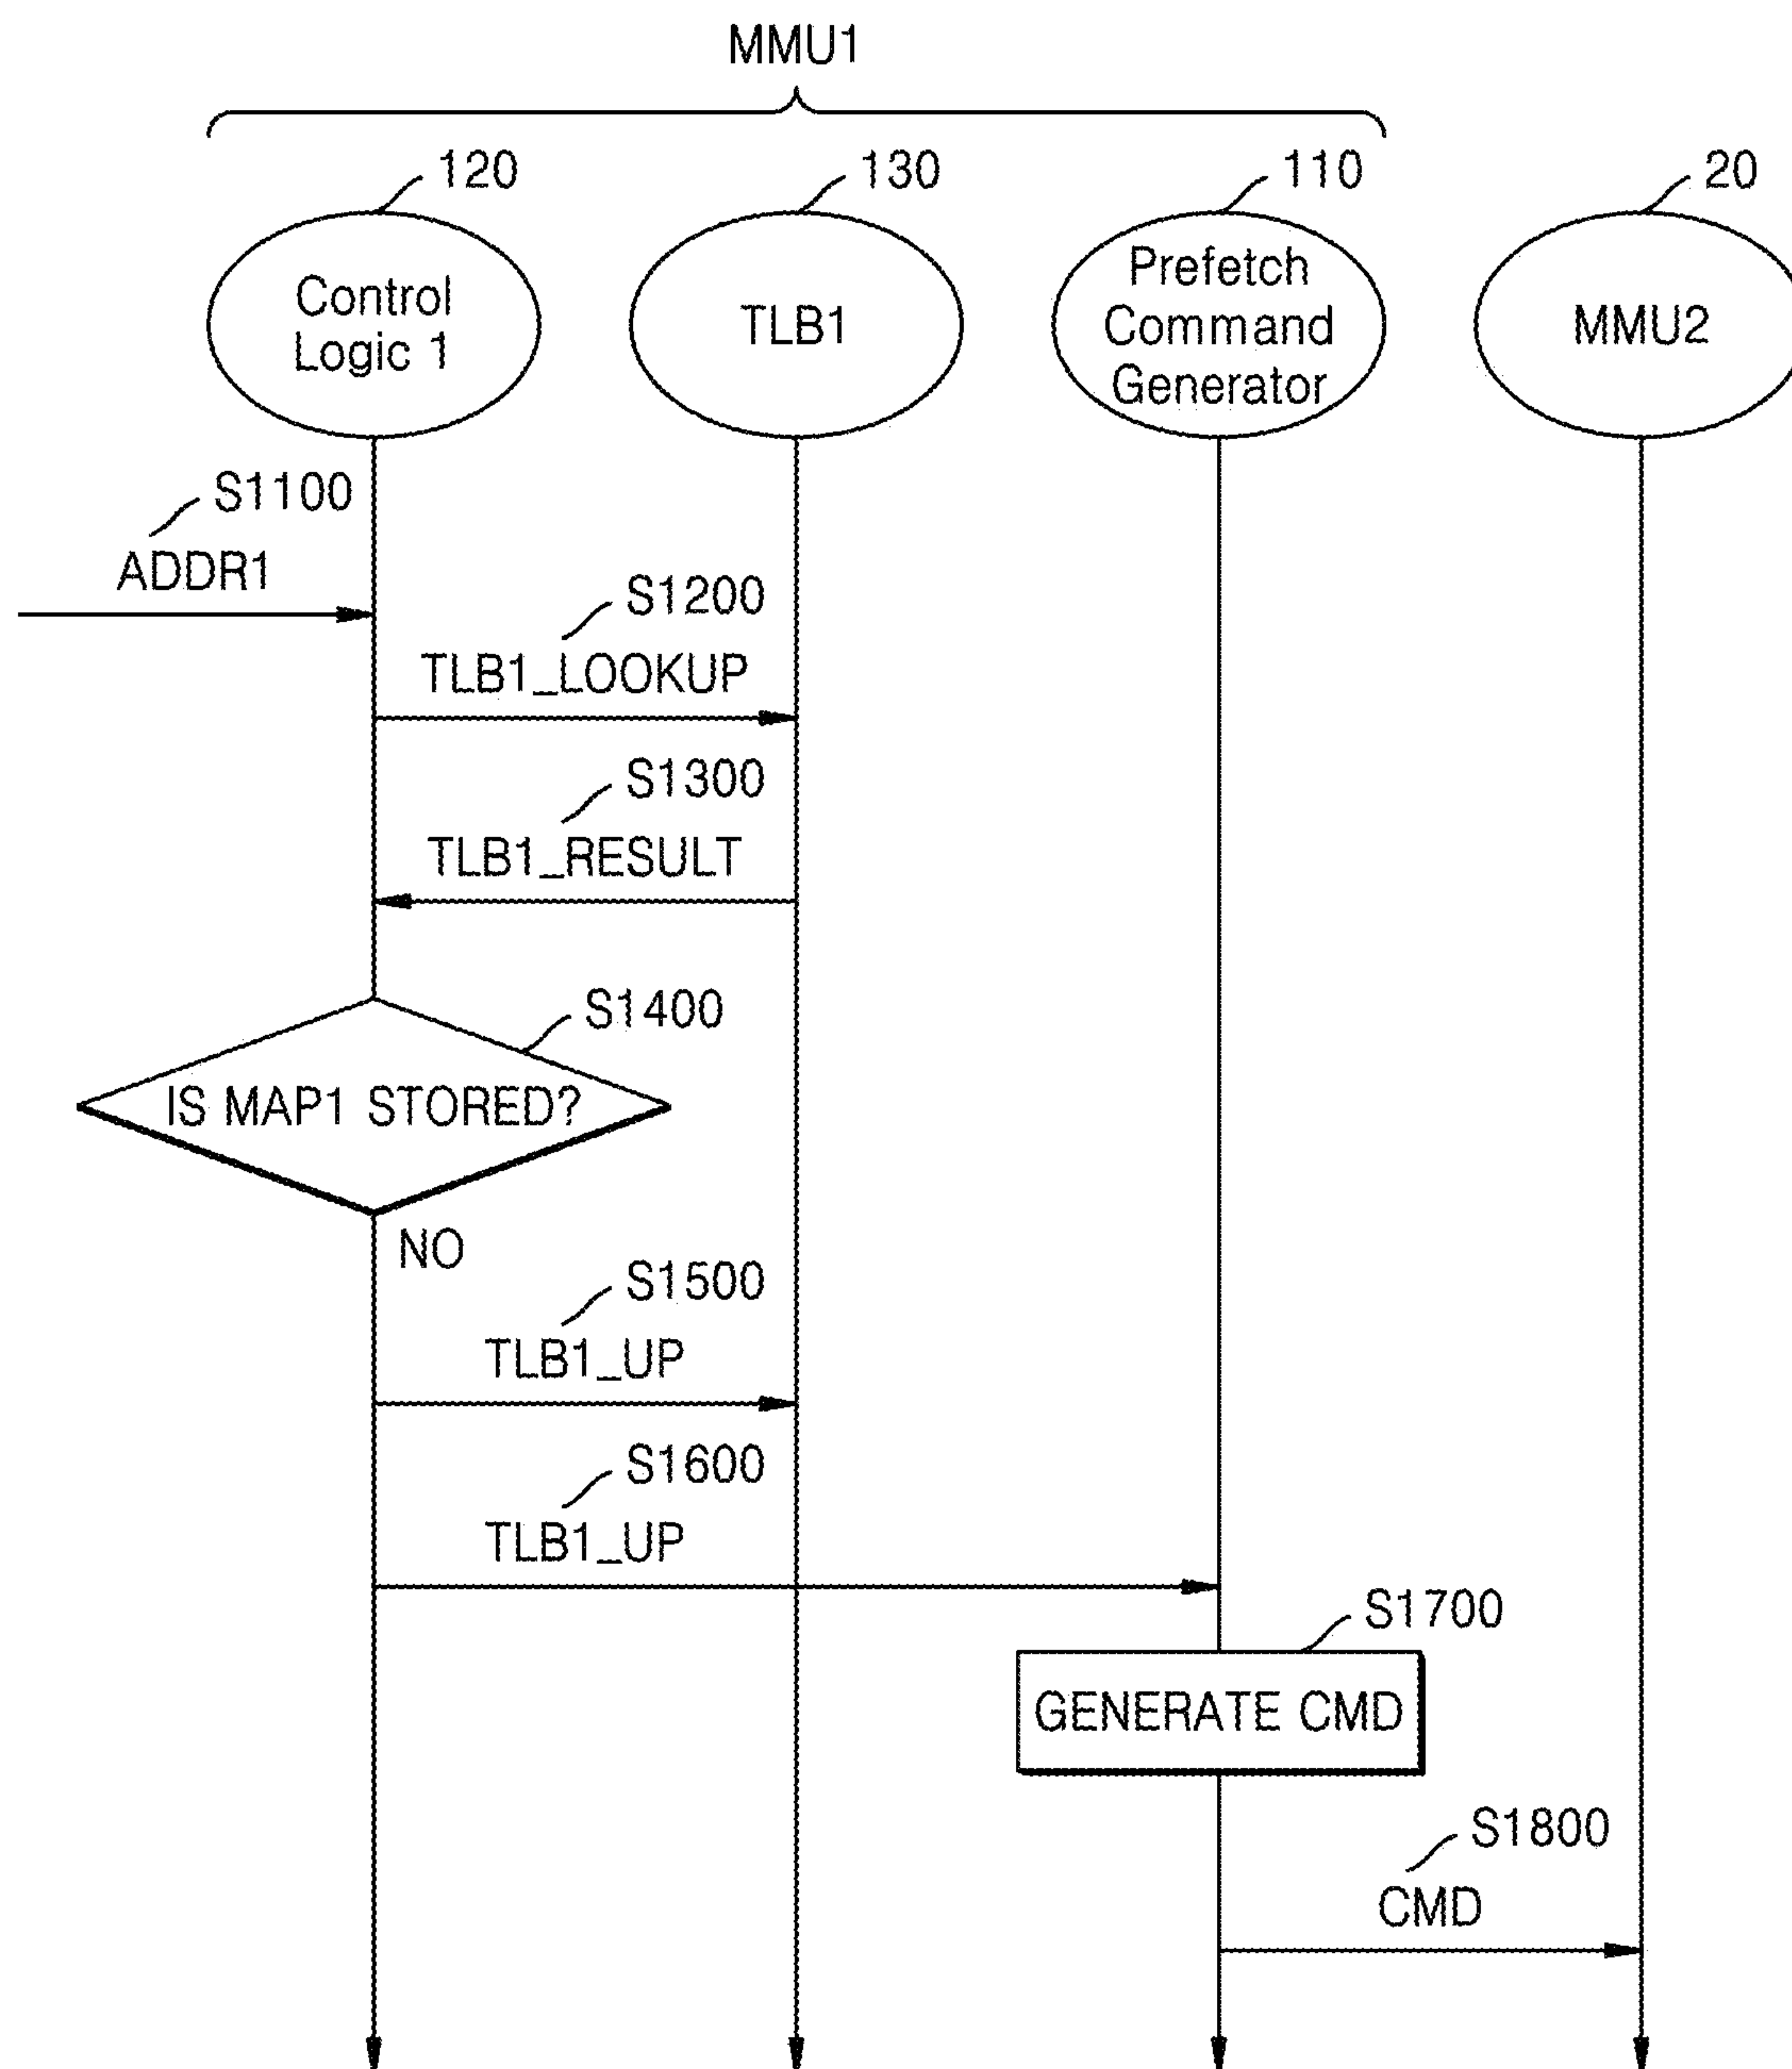 MMU1
120
130
110
20
Control
Logic 1
TLB1
Prefetch
Command
Generator
MMU2
S1100
ADDR1
S1200
TLB1_LOOKUP
S1300
TLB1_RESULT
S1400
IS MAP1 STORED?
NO
S1500
TLB1_UP
S1600
TLB1_UP
S1700
GENERATE CMD
S1800
CMD